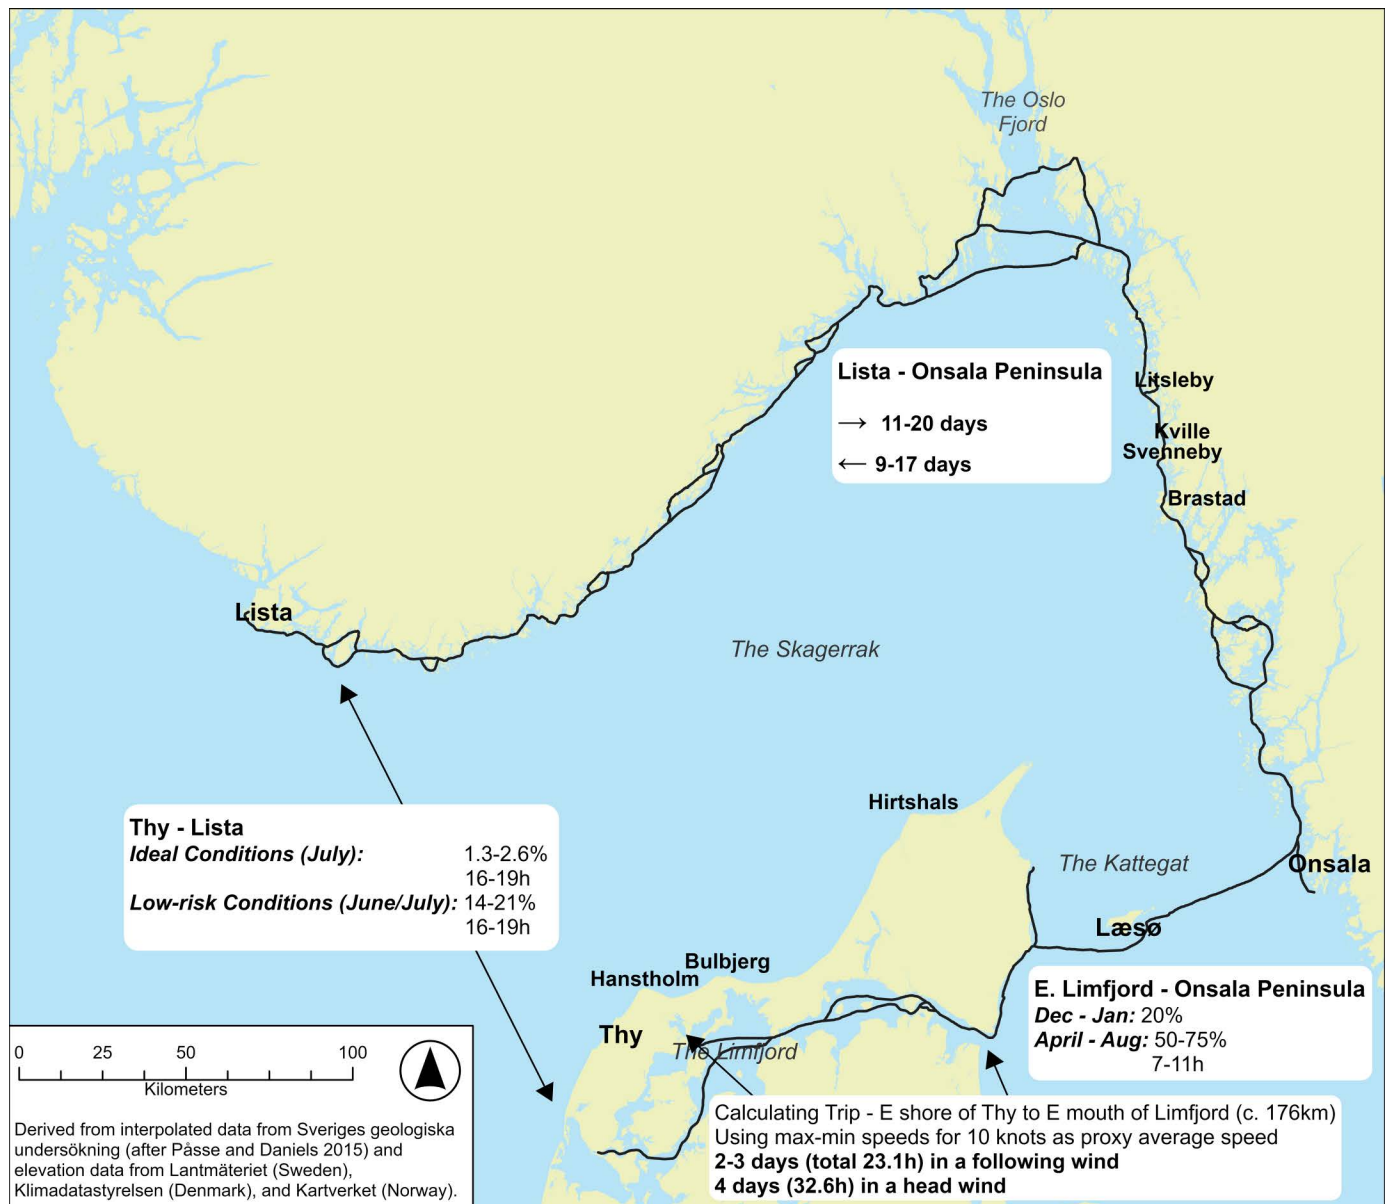 The Oslo
Fjord
Lista - Onsala Peninsula
→ 11-20 days
← 9-17 days
Litsleby
Kville
Svenneby
Brastad
Lista
The Skagerrak
Hirtshals
Thy - Lista
Ideal Conditions (July): 1.3-2.6%
16-19h
Low-risk Conditions (June/July): 14-21%
16-19h
The Kattegat
Onsala
Læsø
Bulbjerg
Hanstholm
Thy
The Limfjord
E. Limfjord - Onsala Peninsula
Dec - Jan: 20%
April - Aug: 50-75%
7-11h
0 25 50 100
Kilometers
Calculating Trip - E shore of Thy to E mouth of Limfjord (c. 176km)
Using max-min speeds for 10 knots as proxy average speed
2-3 days (total 23.1h) in a following wind
4 days (32.6h) in a head wind
Derived from interpolated data from Sveriges geologiska
undersökning (after Påsse and Daniels 2015) and
elevation data from Lantmäteriet (Sweden),
Klimadatastyrelsen (Denmark), and Kartverket (Norway).